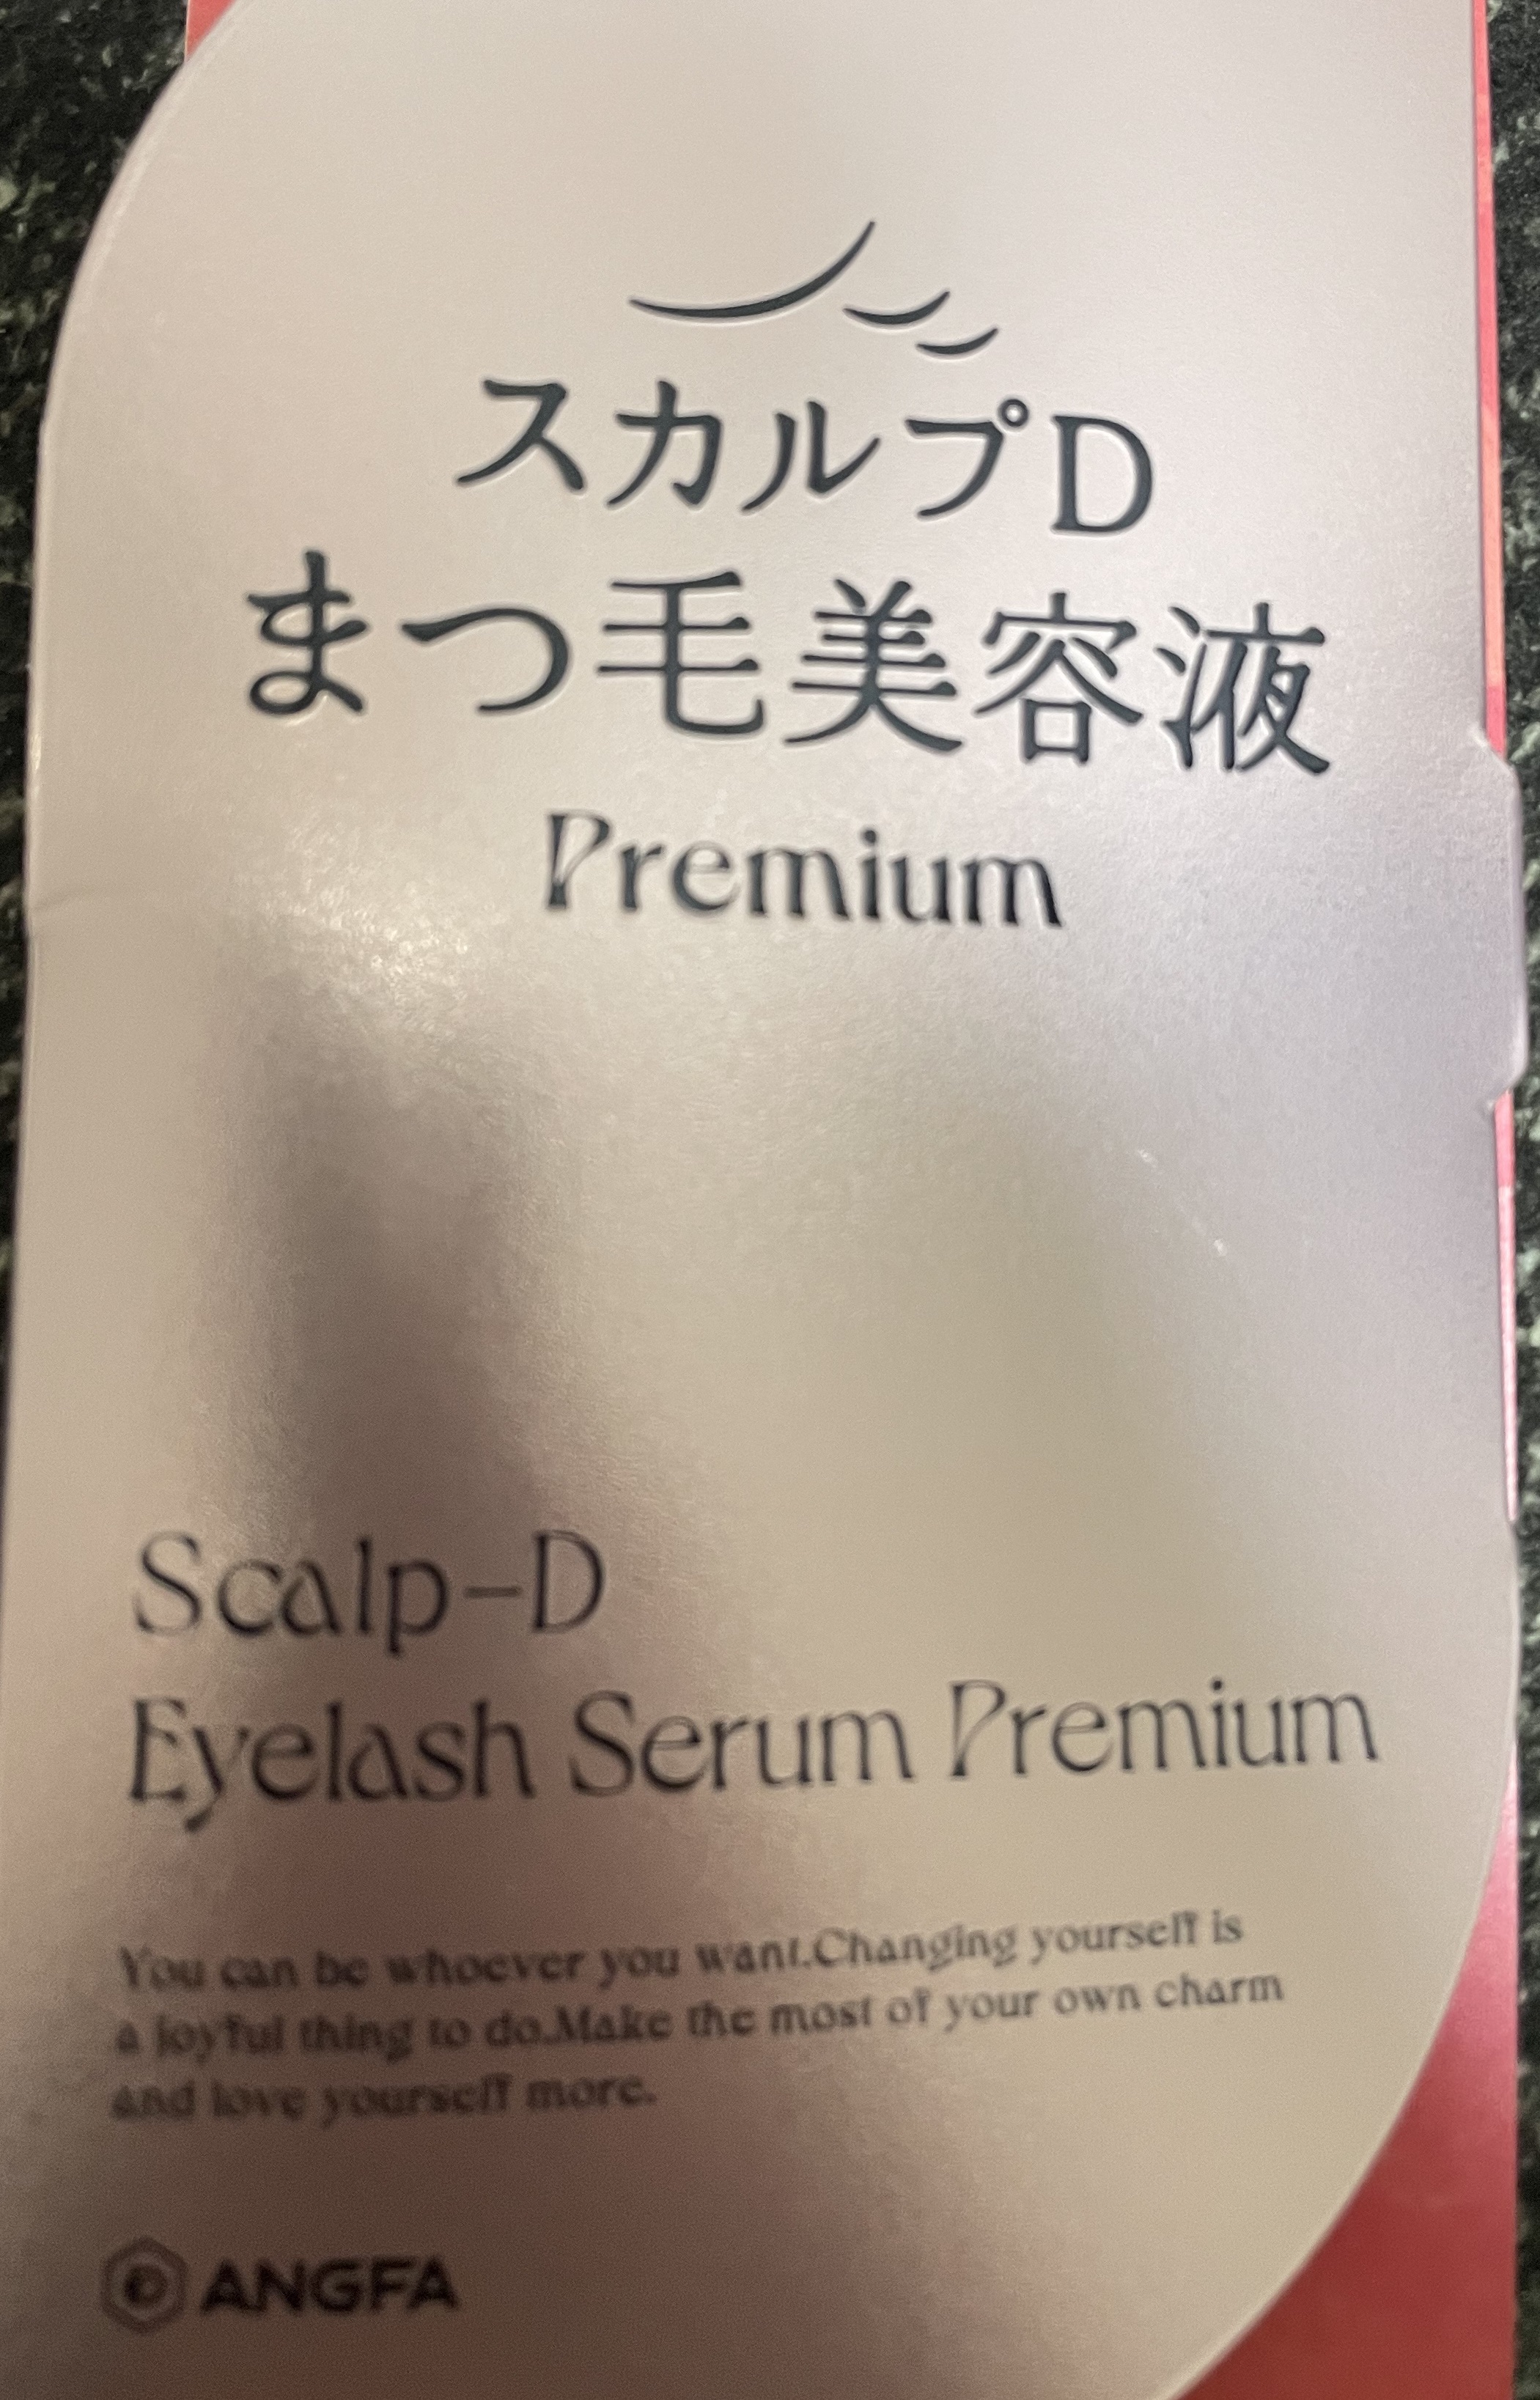 スカルプD
まつ毛美容液
Premium
Scalp-D
Eyelash Serum Premium
You can be whoever you want.Changing yourself is
a joyful thing to do.Make the most of your own charm
and love yourself more.
ANGFA